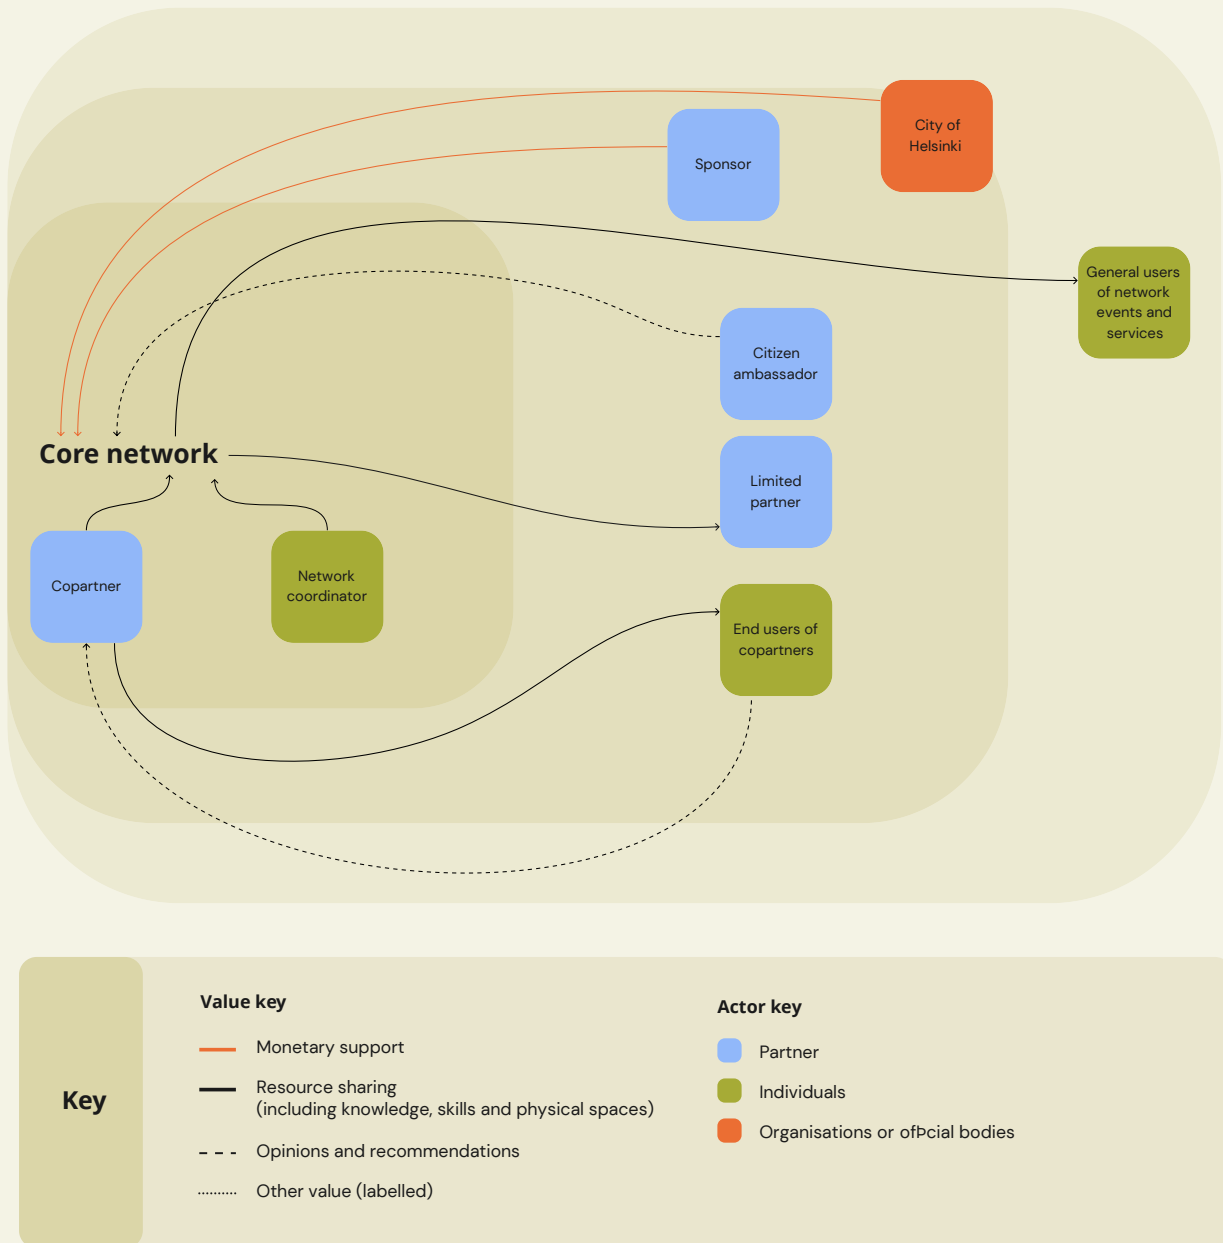 City of
Helsinki
Sponsor
General users
of network
events and
services
Citizen
ambassador
Core network
Limited
partner
Copartner
Network
coordinator
End users of
copartners
Key
Value key
Monetary support
Resource sharing
(including knowledge, skills and physical spaces)
Opinions and recommendations
Other value (labelled)
Actor key
Partner
Individuals
Organisations or ofÞcial bodies